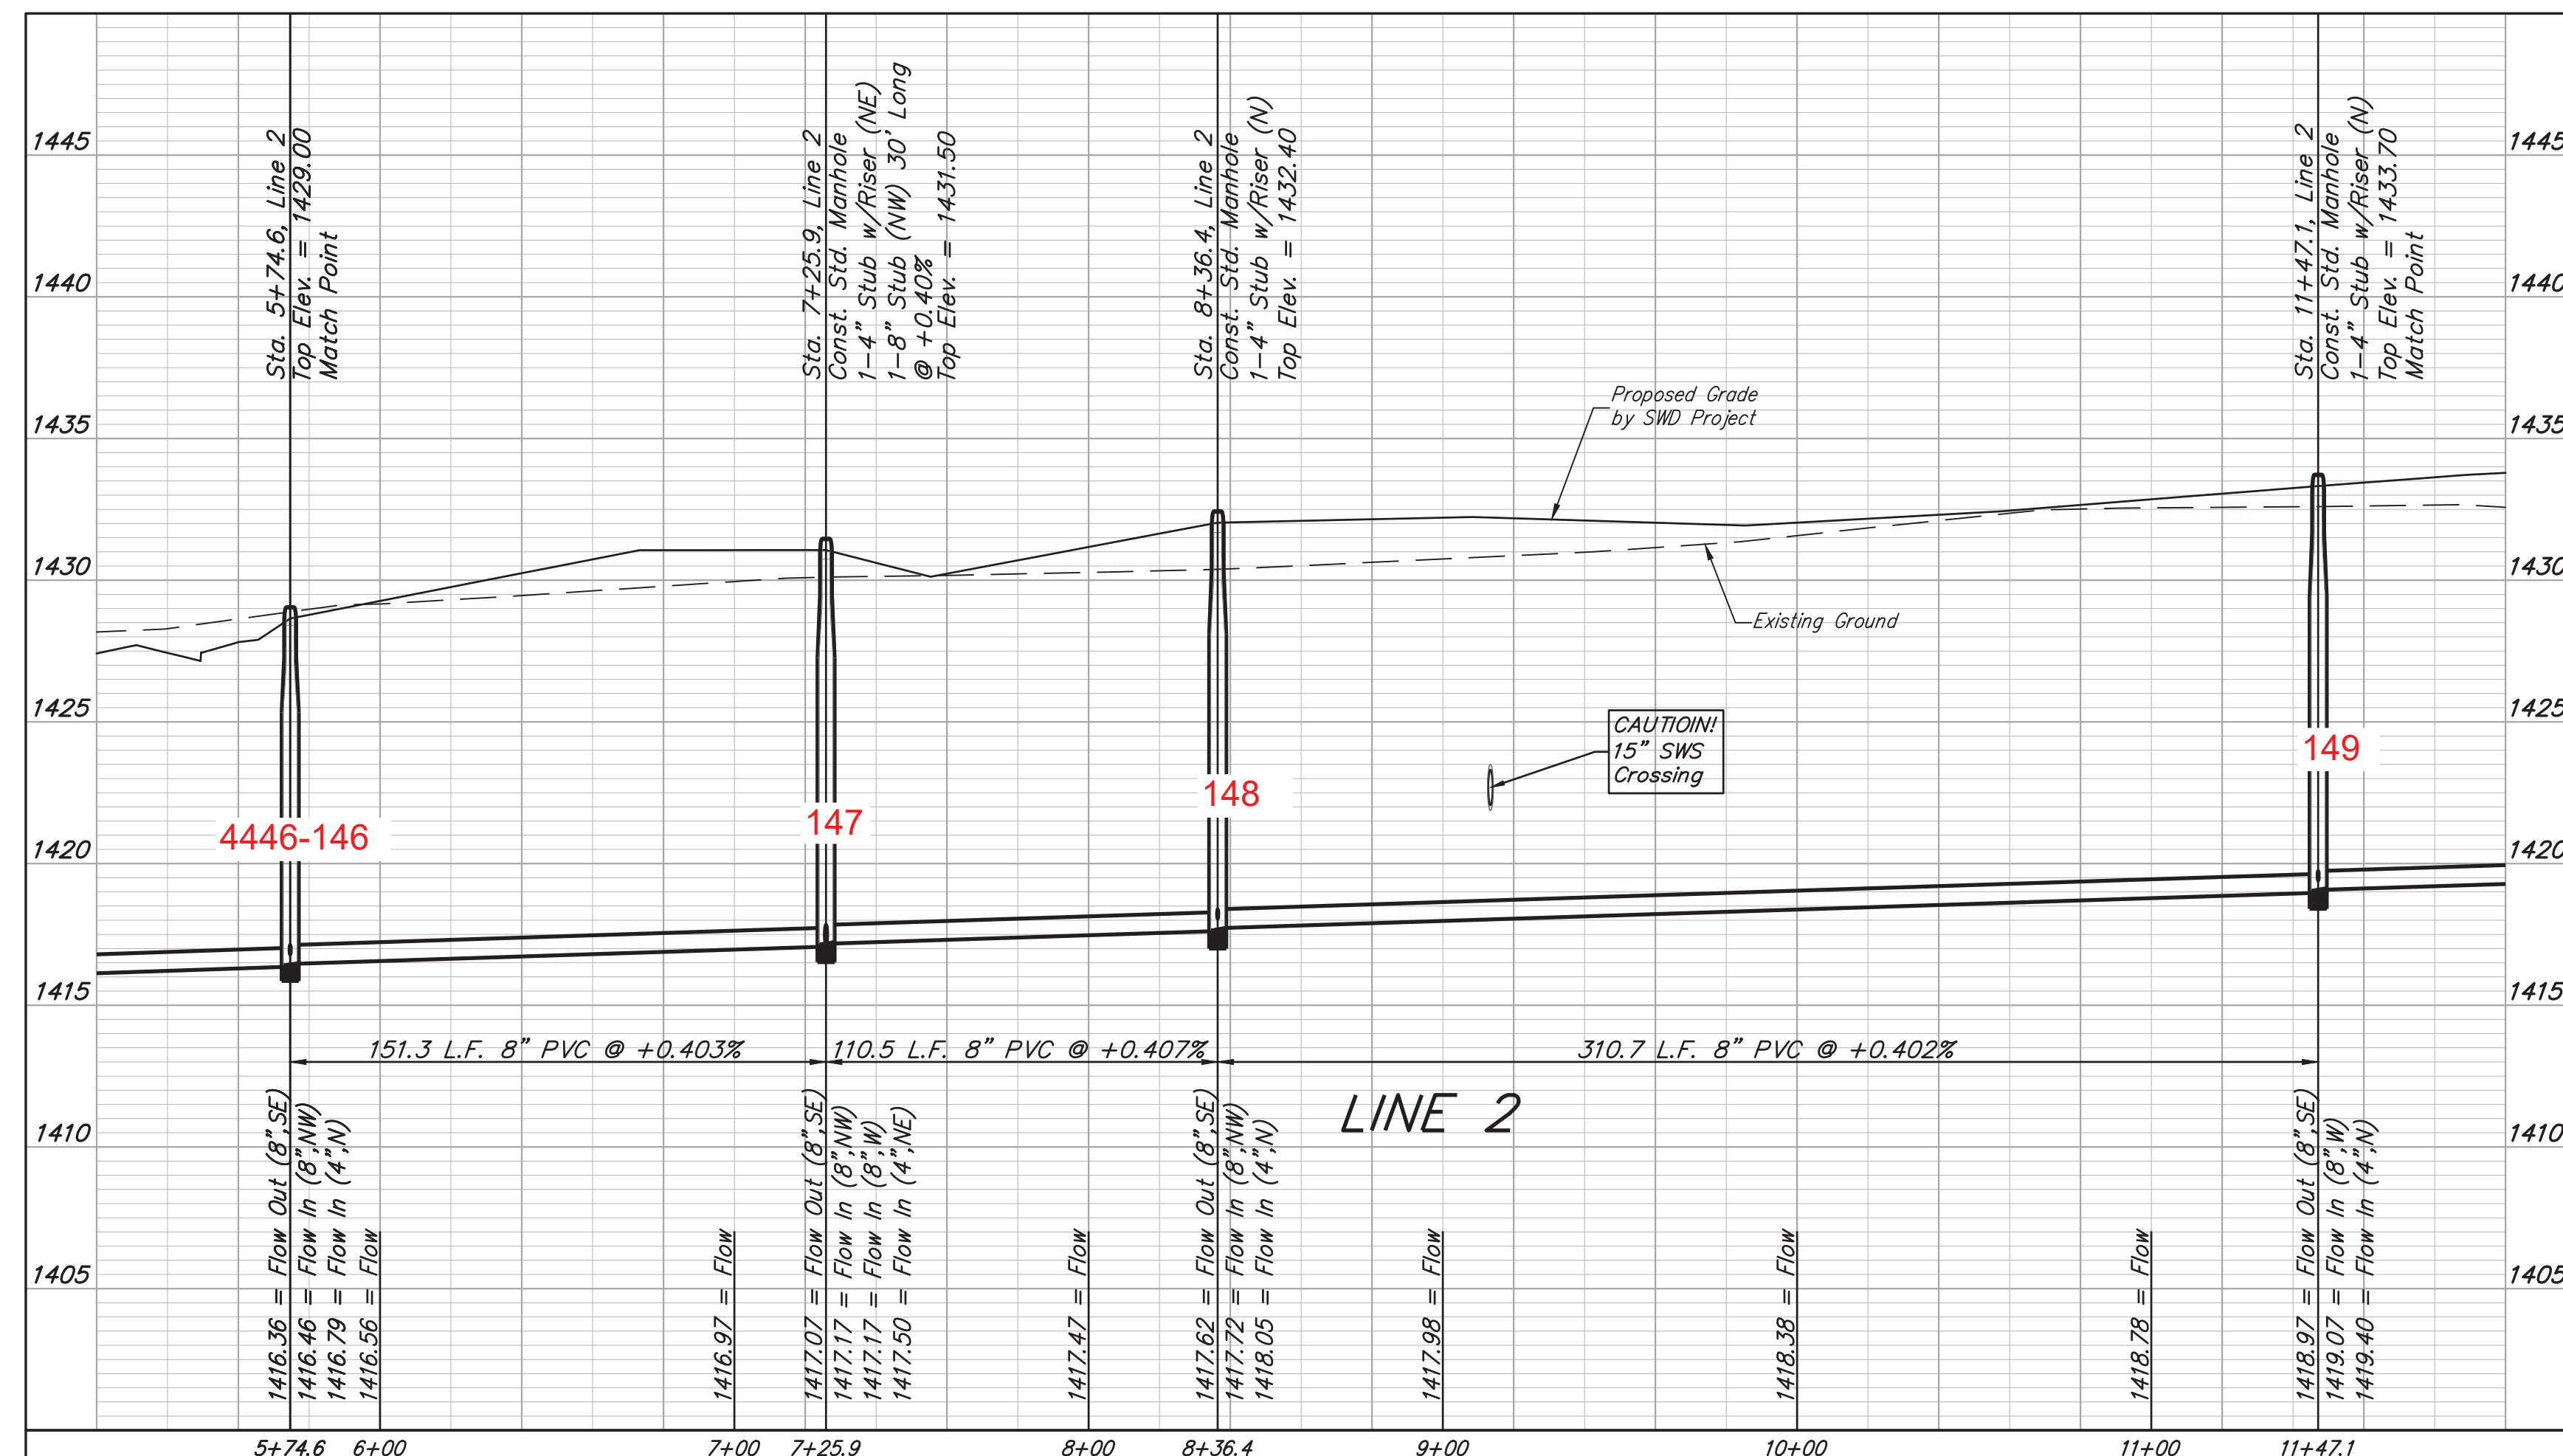 Sta. 5+74.6, Line 2
Top Elev. = 1429.00
Match Point
Sta. 7+25.9, Line 2
Const. Std. Manhole
1-4" Stub w/Riser (NE)
1-8" Stub (NW) 30' Long
@ +0.40%
Top Elev. = 1431.50
Sta. 8+36.4, Line 2
Const. Std. Manhole
1-4" Stub w/Riser (N)
Top Elev. = 1432.40
Sta. 11+47.1, Line 2
Const. Std. Manhole
1-4" Stub w/Riser (N)
Top Elev. = 1433.70
Match Point
1445
1445
1440
1440
1435
1435
1430
1430
1425
1425
1420
1420
1415
1415
1410
1410
1405
1405
Proposed Grade
by SWD Project
Existing Ground
CAUTIOIN!
15" SWS
Crossing
4446-146
147
148
149
151.3 L.F. 8" PVC @ +0.403%
110.5 L.F. 8" PVC @ +0.407%
310.7 L.F. 8" PVC @ +0.402%
LINE 2
1416.36 = Flow Out (8",SE)
1416.46 = Flow In (8",NW)
1416.79 = Flow In (4",N)
1416.56 = Flow
1416.97 = Flow
1417.07 = Flow Out (8",SE)
1417.17 = Flow In (8",NW)
1417.17 = Flow In (8",W)
1417.50 = Flow In (4",NE)
1417.47 = Flow
1417.62 = Flow Out (8",SE)
1417.72 = Flow In (8",NW)
1418.05 = Flow In (4",N)
1417.98 = Flow
1418.38 = Flow
1418.78 = Flow
1418.97 = Flow Out (8",SE)
1419.07 = Flow In (8",W)
1419.40 = Flow In (4",N)
5+74.6 6+00 7+00 7+25.9 8+00 8+36.4 9+00 10+00 11+00 11+47.1